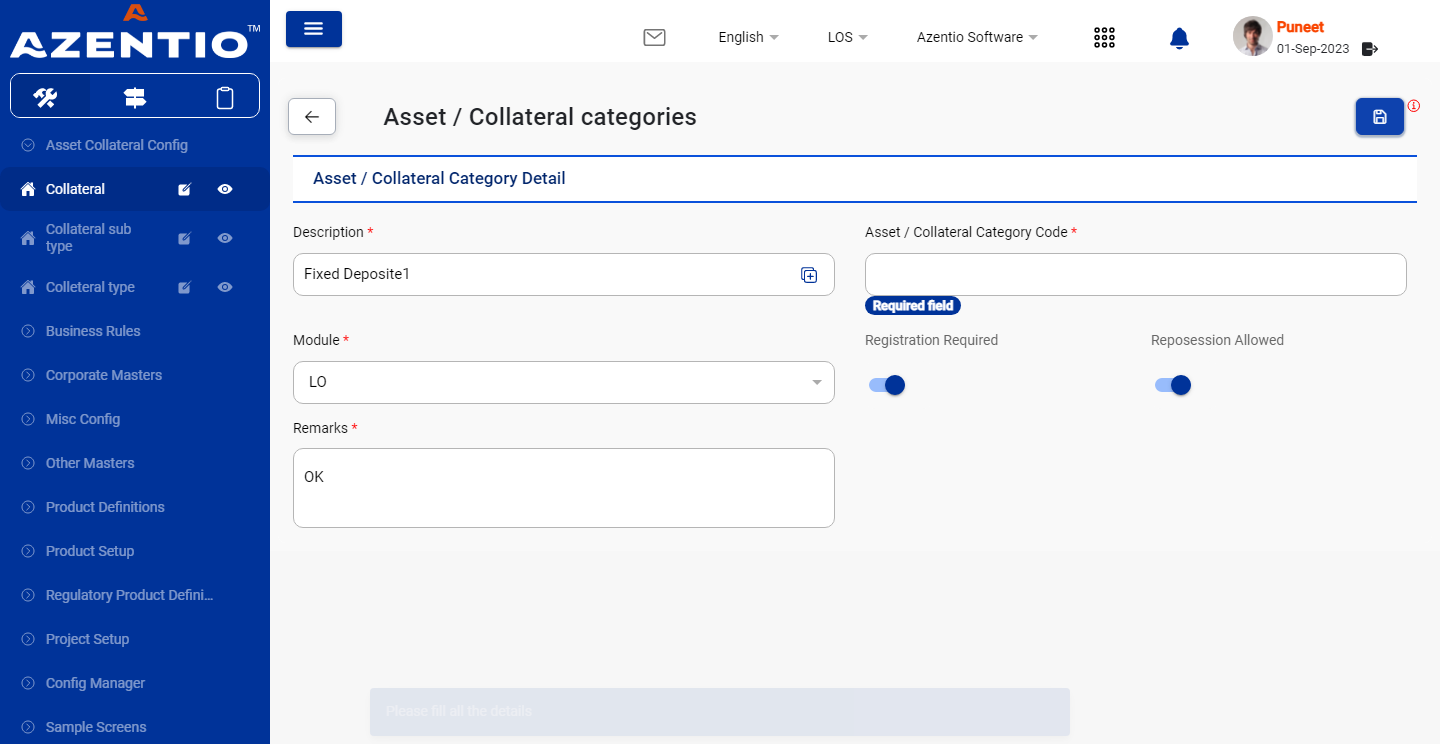 AZENTIO TM
English
LOS
Azentio Software
Puneet
01-Sep-2023
Asset Collateral Config
Collateral
Collateral sub
type
Colleteral type
Business Rules
Corporate Masters
Misc Config
Other Masters
Product Definitions
Product Setup
Regulatory Product Defini...
Project Setup
Config Manager
Sample Screens
Asset / Collateral categories
Asset / Collateral Category Detail
Description *
Fixed Deposite1
Asset / Collateral Category Code *
Required field
Module *
LO
Registration Required
Reposession Allowed
Remarks *
OK
Please fill all the details